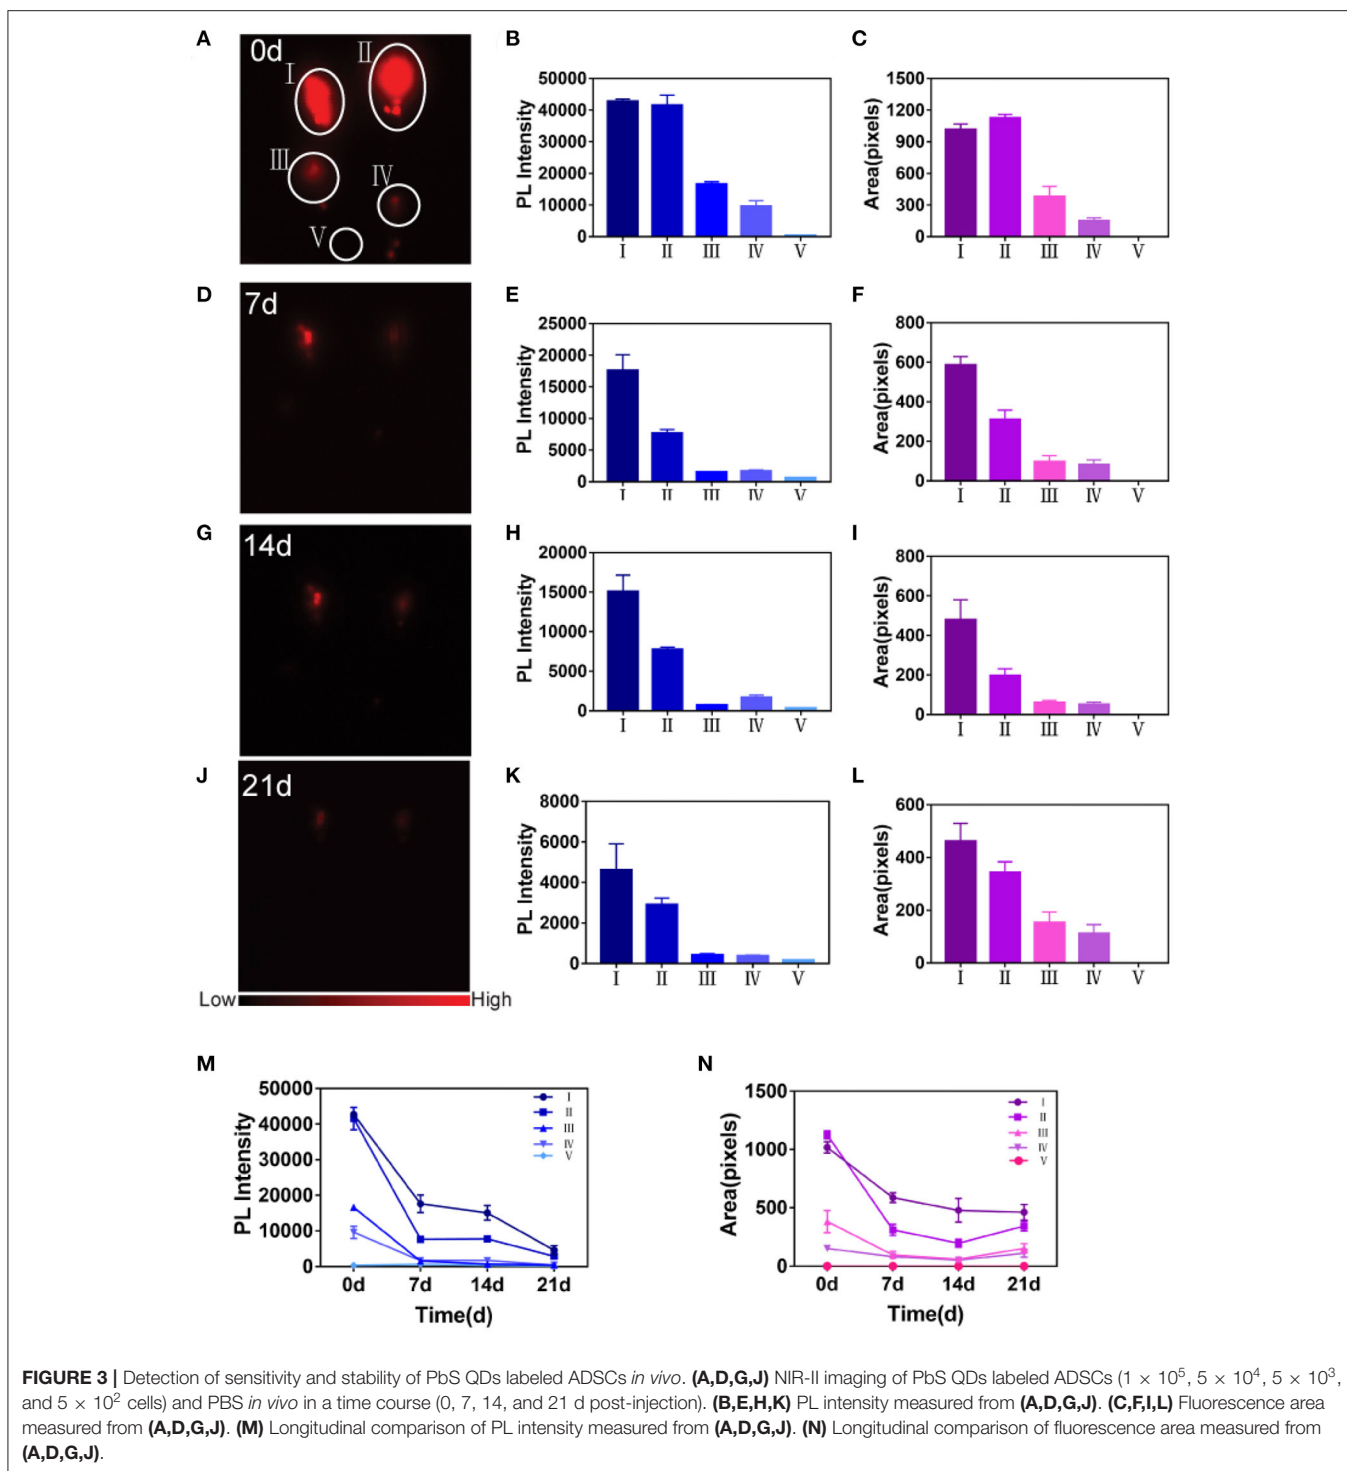 A
0d
I
II
III
IV
V
B
50000
40000
30000
20000
10000
0
PL Intensity
I II III IV V
C
1500
1200
900
600
300
0
Area(pixels)
I II III IV V
D
7d
E
25000
20000
15000
10000
5000
0
PL Intensity
I II III IV V
F
800
600
400
200
0
Area(pixels)
I II III IV V
G
14d
H
20000
15000
10000
5000
0
PL Intensity
I II III IV V
I
800
600
400
200
0
Area(pixels)
I II III IV V
J
21d
Low High
K
8000
6000
4000
2000
0
PL Intensity
I II III IV V
L
600
400
200
0
Area(pixels)
I II III IV V
M
50000
40000
30000
20000
10000
0
PL Intensity
I
II
III
IV
V
0d 7d 14d 21d
Time(d)
N
1500
1000
500
0
Area(pixels)
I
II
III
IV
V
0d 7d 14d 21d
Time(d)
FIGURE 3 | Detection of sensitivity and stability of PbS QDs labeled ADSCs in vivo. (A,D,G,J) NIR-II imaging of PbS QDs labeled ADSCs (1 × 10⁵, 5 × 10⁴, 5 × 10³,
and 5 × 10² cells) and PBS in vivo in a time course (0, 7, 14, and 21 d post-injection). (B,E,H,K) PL intensity measured from (A,D,G,J). (C,F,I,L) Fluorescence area
measured from (A,D,G,J). (M) Longitudinal comparison of PL intensity measured from (A,D,G,J). (N) Longitudinal comparison of fluorescence area measured from
(A,D,G,J).